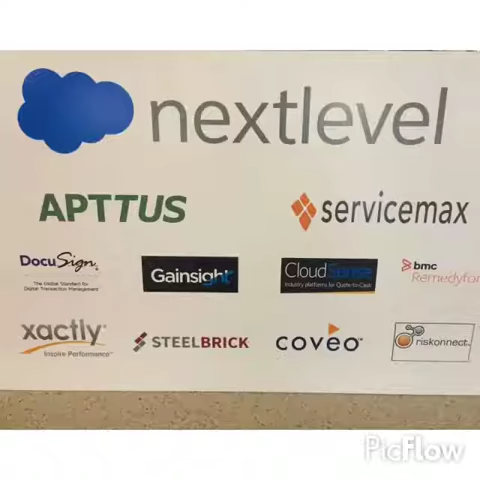 nextlevel
APTTUS servicemax
DocuSign Gainsight CloudSense bmc
The Global Standard for Industry platforms for Quote-to-Cash Remedyfor
Digital Transaction Management
xactly STEELBRICK coveo riskonnect
Inspire Performance
PicFlow